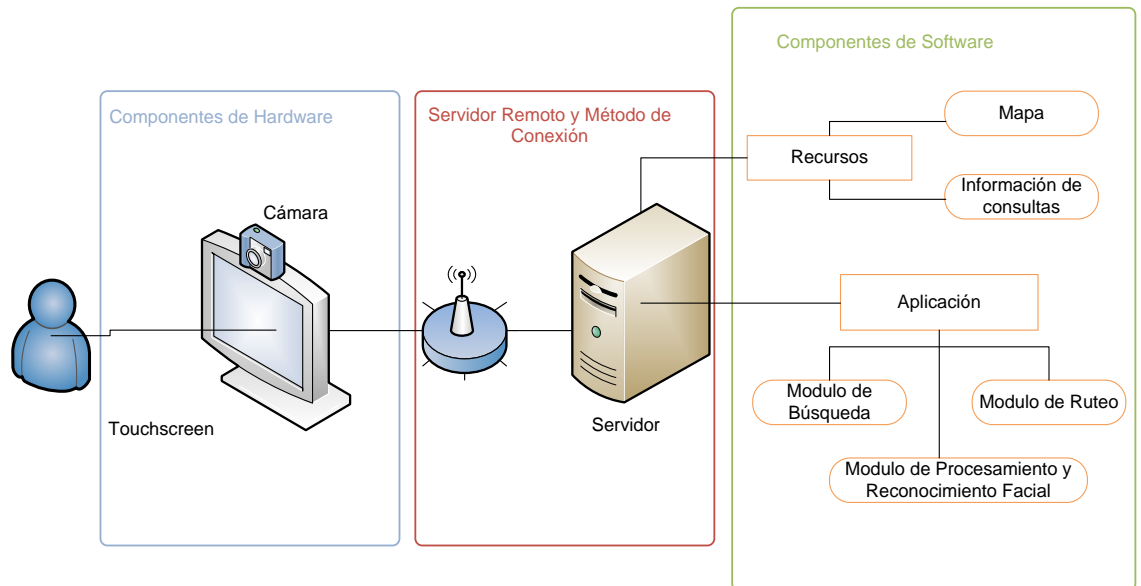 Componentes de Software
Componentes de Hardware
Servidor Remoto y Método de
Conexión
Mapa
Recursos
Información de
consultas
Cámara
Aplicación
Touchscreen
Servidor
Modulo de
Búsqueda
Modulo de Ruteo
Modulo de Procesamiento y
Reconocimiento Facial